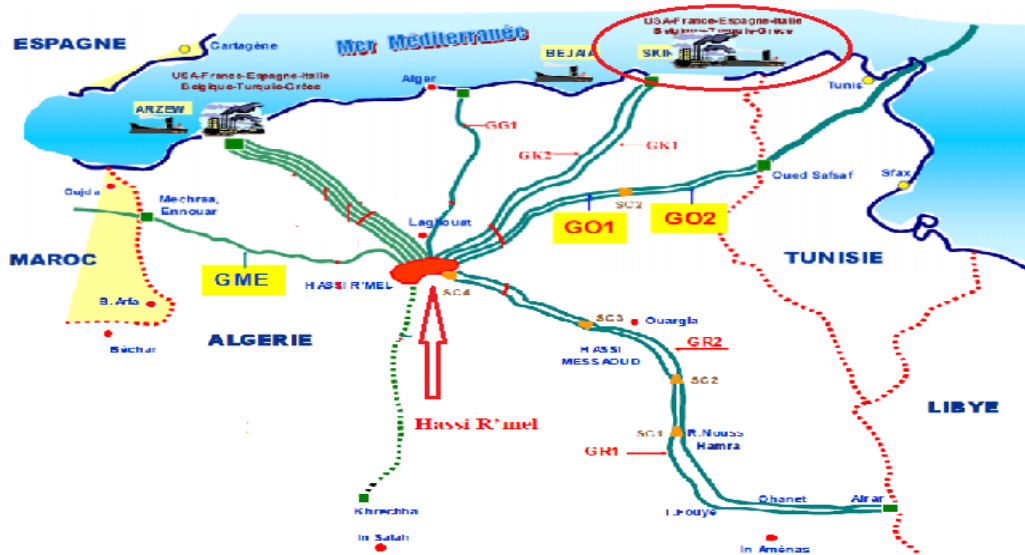 ESPAGNE
Cartagène
Mer Méditerranée
USA-France-Espagne-Italie
Belgique-Turquie-Grèce
BEJAIA
SKIK
USA-France-Espagne-Italie
Belgique-Turquie-Grèce
Alger
Tunis
ARZEW
GG1
GK2
GK1
Oujda
Mechraa,
Ennouar
Laghouat
SC2
Oued Safsaf
Sfax
GO1
GO2
TUNISIE
MAROC
GME
HASSI R'MEL
SC4
B. Arfa
ALGERIE
Béchar
SC3
Ouargla
HASSI
MESSAOUD
GR2
SC2
LIBYE
Hassi R'mel
SC1
R.Nouss
Hamra
GR1
Khrechba
Ohanet
Alrar
T.Fouyé
In Salah
In Aménas